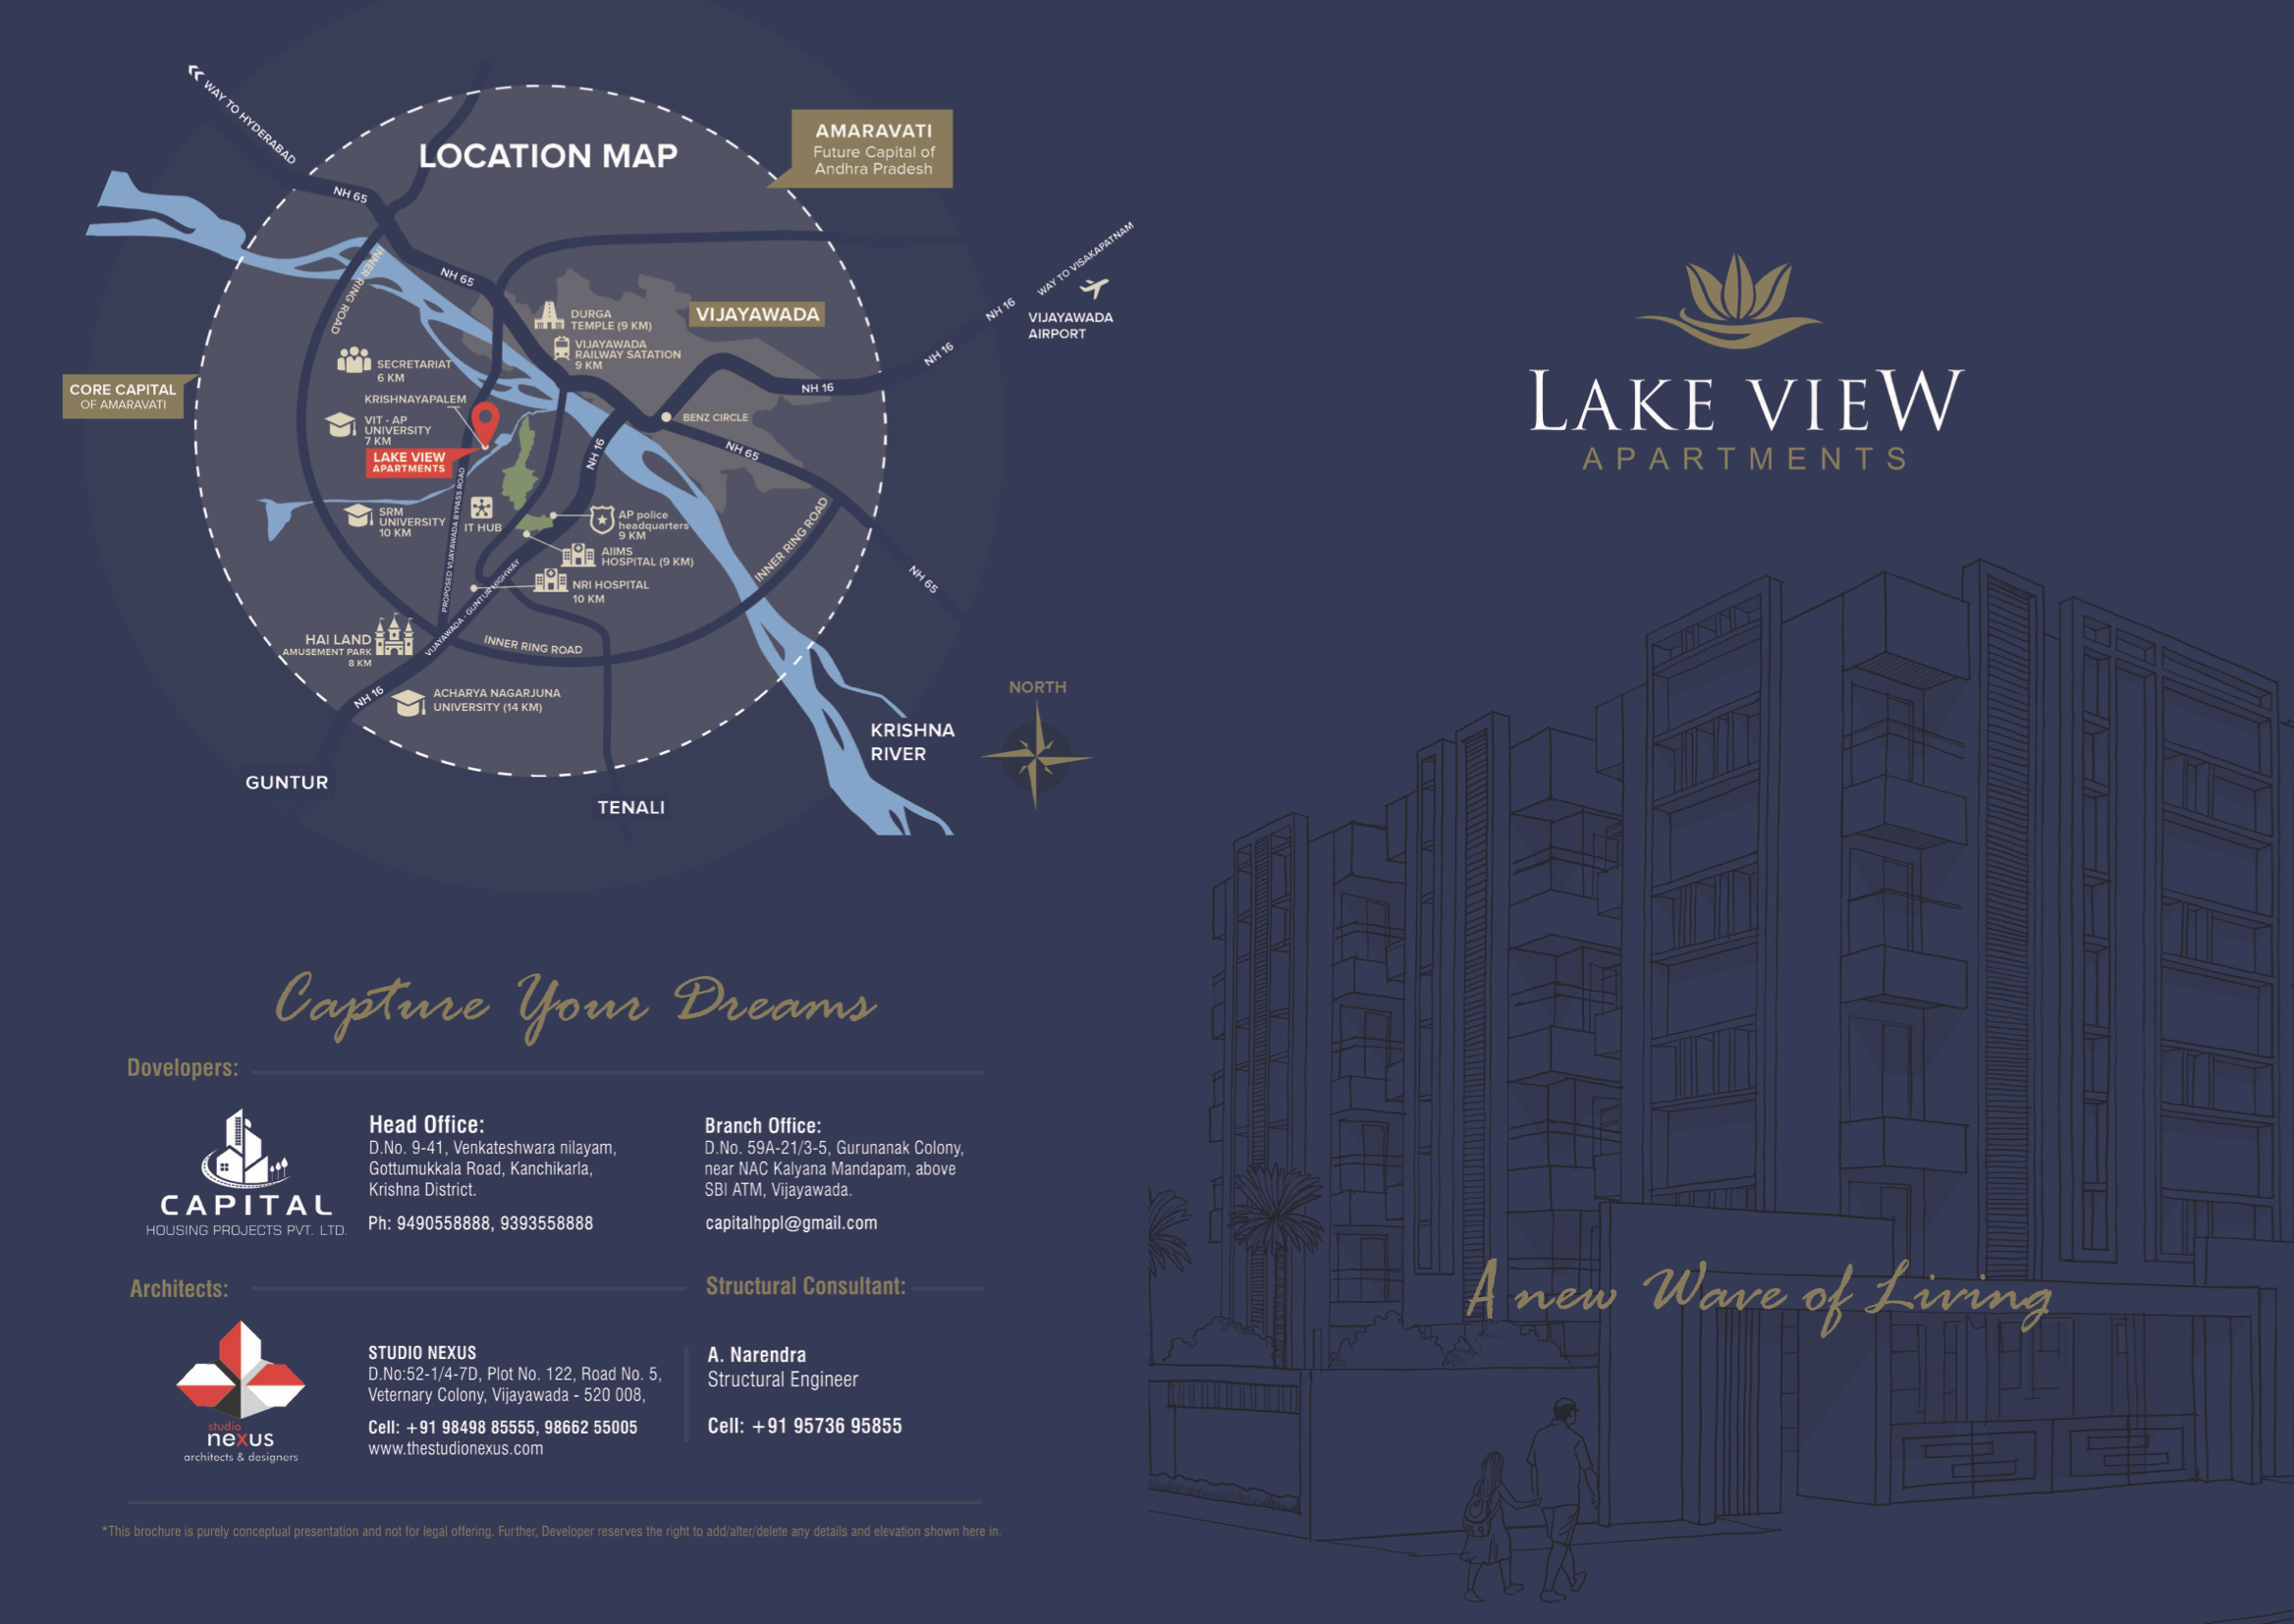 WAY TO HYDERABAD
LOCATION MAP
AMARAVATI
Future Capital of
Andhra Pradesh
NH 65
INNER RING ROAD
NH 65
WAY TO VISAKAPATNAM
NH 16
VIJAYAWADA
AIRPORT
NH 16
NH 16
DURGA
TEMPLE (9 KM)
VIJAYAWADA
VIJAYAWADA
RAILWAY SATATION
9 KM
SECRETARIAT
6 KM
CORE CAPITAL
OF AMARAVATI
KRISHNAYAPALEM
VIT - AP
UNIVERSITY
7 KM
BENZ CIRCLE
NH 16
NH 65
LAKE VIEW
APARTMENTS
PROPOSED VIJAYAWADA BYPASS ROAD
SRM
UNIVERSITY
10 KM
IT HUB
AP police
headquarters
9 KM
AIIMS
HOSPITAL (9 KM)
INNER RING ROAD
NH 65
NRI HOSPITAL
10 KM
VIJAYAWADA - GUNTUR HIGHWAY
HAI LAND
AMUSEMENT PARK
8 KM
INNER RING ROAD
NH 16
ACHARYA NAGARJUNA
UNIVERSITY (14 KM)
NORTH
KRISHNA
RIVER
GUNTUR
TENALI
Capture Your Dreams
Dovelopers:
CAPITAL
HOUSING PROJECTS PVT. LTD.
Head Office:
D.No. 9-41, Venkateshwara nilayam,
Gottumukkala Road, Kanchikarla,
Krishna District.
Ph: 9490558888, 9393558888
Branch Office:
D.No. 59A-21/3-5, Gurunanak Colony,
near NAC Kalyana Mandapam, above
SBI ATM, Vijayawada.
capitalhppl@gmail.com
Architects:
studio
nexus
architects & designers
STUDIO NEXUS
D.No:52-1/4-7D, Plot No. 122, Road No. 5,
Veternary Colony, Vijayawada - 520 008,
Cell: +91 98498 85555, 98662 55005
www.thestudionexus.com
Structural Consultant:
A. Narendra
Structural Engineer
Cell: +91 95736 95855
*This brochure is purely conceptual presentation and not for legal offering. Further, Developer reserves the right to add/alter/delete any details and elevation shown here in.
LAKE VIEW
APARTMENTS
A new Wave of Living